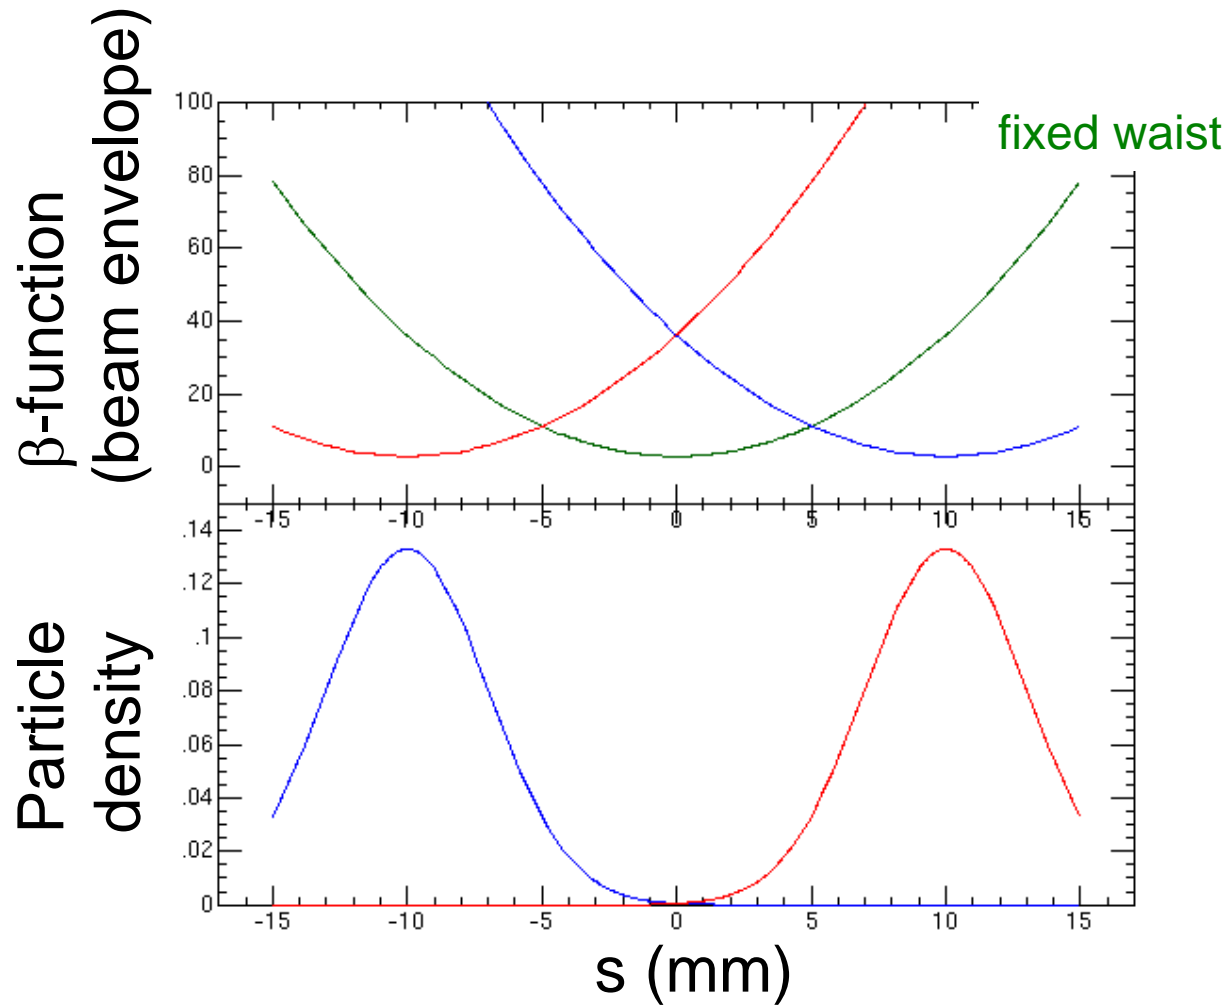 β-function
(beam envelope)
fixed waist
100
80
60
40
20
0
-15 -10 -5 0 5 10 15
Particle
density
.14
.12
.1
.08
.06
.04
.02
0
-15 -10 -5 0 5 10 15
s (mm)